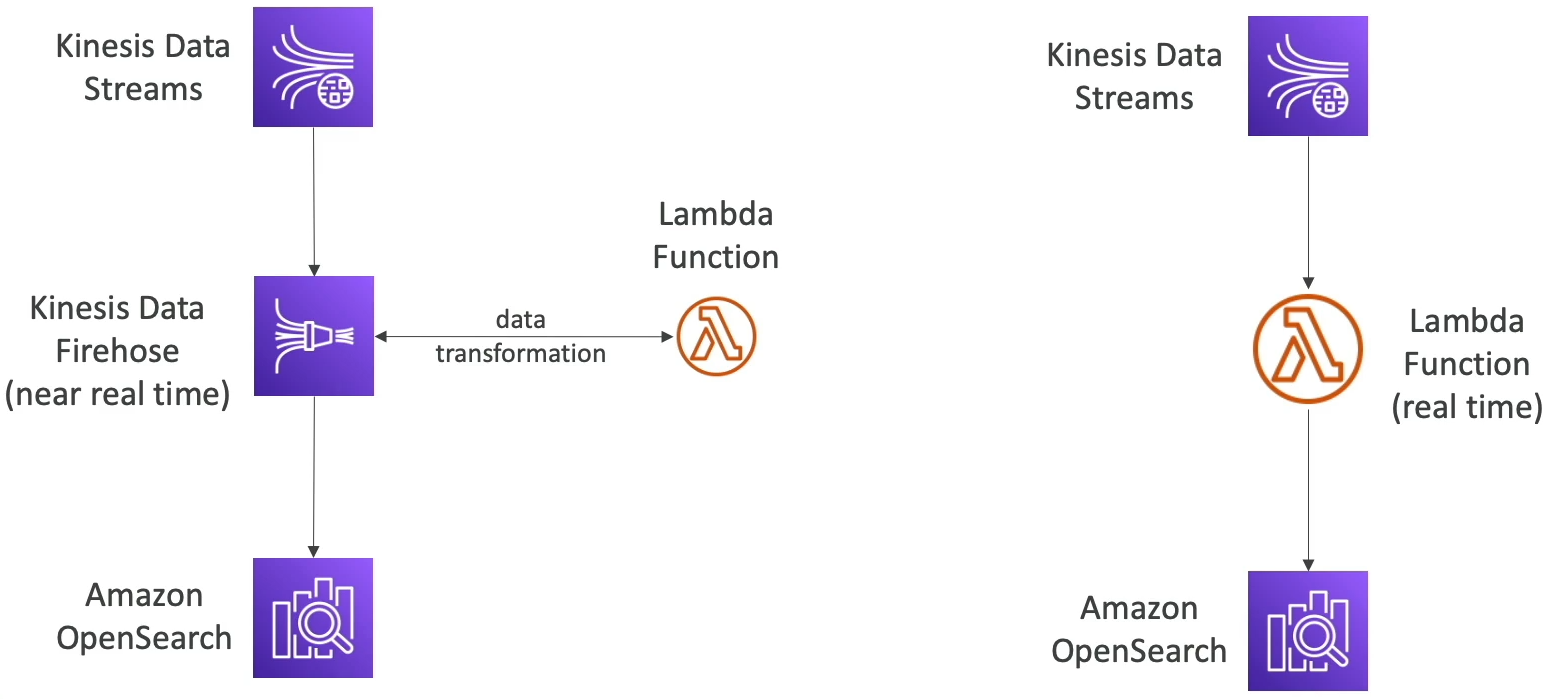 Kinesis Data
Streams
Lambda
Function
Kinesis Data
Firehose
(near real time)
data
transformation
Amazon
OpenSearch
Kinesis Data
Streams
Lambda
Function
(real time)
Amazon
OpenSearch